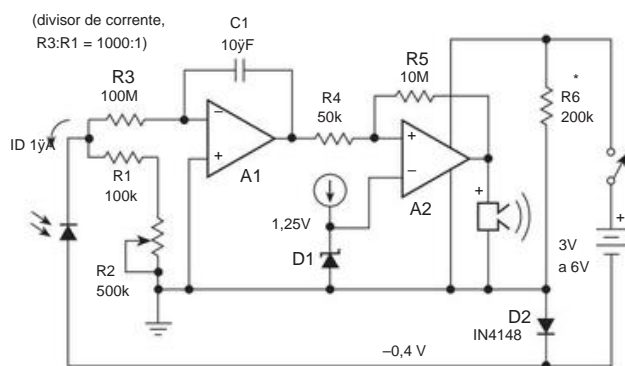 (divisor de corrente,
R3:R1 = 1000:1)
C1
10ÿF
R3
100M
–
+
A1
ID 1ÿA
R1
100k
R2
500k
R4
50k
R5
10M
+
–
A2
1,25V
D1
+
*
R6
200k
+
3V
a 6V
D2
IN4148
–0,4 V